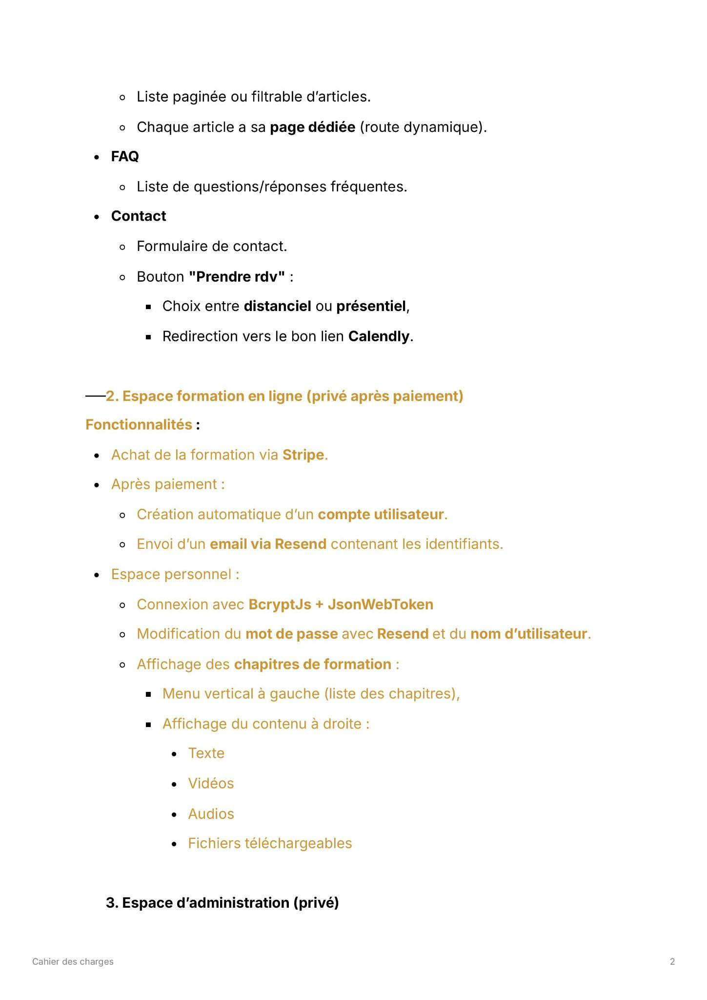 Liste paginée ou filtrable d’articles.
Chaque article a sa page dédiée (route dynamique).
FAQ
Liste de questions/réponses fréquentes.
Contact
Formulaire de contact.
Bouton "Prendre rdv" :
Choix entre distanciel ou présentiel,
Redirection vers le bon lien Calendly.
2. Espace formation en ligne (privé après paiement)
Fonctionnalités :
Achat de la formation via Stripe.
Après paiement :
Création automatique d’un compte utilisateur.
Envoi d’un email via Resend contenant les identifiants.
Espace personnel :
Connexion avec BcryptJs + JsonWebToken
Modification du mot de passe avec Resend et du nom d’utilisateur.
Affichage des chapitres de formation :
Menu vertical à gauche (liste des chapitres),
Affichage du contenu à droite :
Texte
Vidéos
Audios
Fichiers téléchargeables
3. Espace d’administration (privé)
Cahier des charges
2